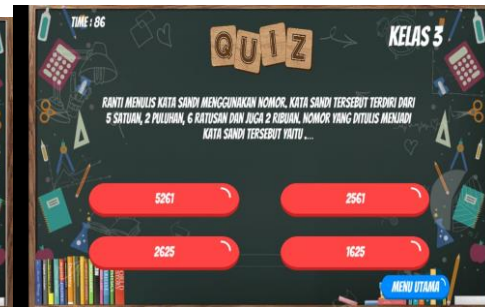 TIME : 86
QUIZ
KELAS 3
RANTI MENULIS KATA SANDI MENGGUNAKAN NOMOR. KATA SANDI TERSEBUT TERDIRI DARI
5 SATUAN, 2 PULUHAN, 6 RATUSAN DAN JUGA 2 RIBUAN. NOMOR YANG DITULIS MENJADI
KATA SANDI TERSEBUT YAITU ....
5261
2561
2625
1625
MENU UTAMA